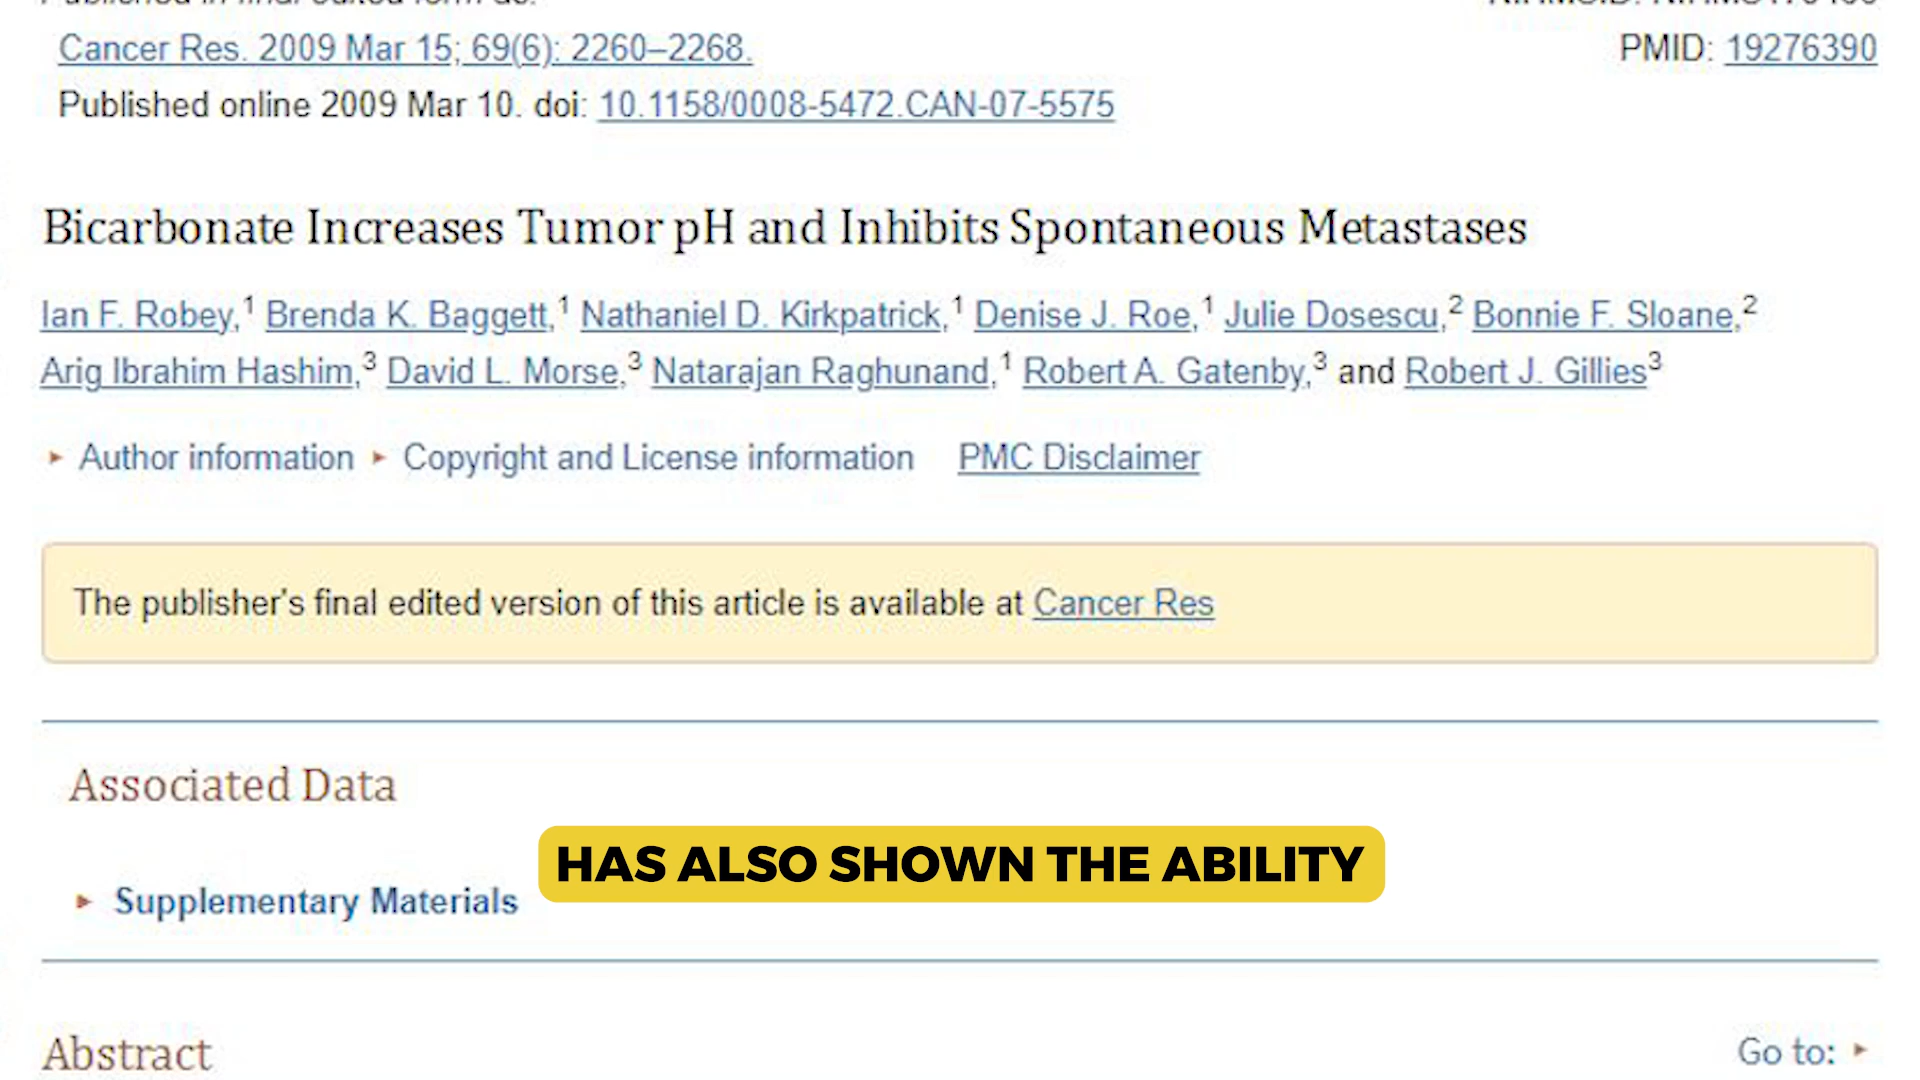 Cancer Res. 2009 Mar 15; 69(6): 2260–2268.
PMID: 19276390
Published online 2009 Mar 10. doi: 10.1158/0008-5472.CAN-07-5575
Bicarbonate Increases Tumor pH and Inhibits Spontaneous Metastases
Ian F. Robey,1 Brenda K. Baggett,1 Nathaniel D. Kirkpatrick,1 Denise J. Roe,1 Julie Dosescu,2 Bonnie F. Sloane,2
Arig Ibrahim Hashim,3 David L. Morse,3 Natarajan Raghunand,1 Robert A. Gatenby,3 and Robert J. Gillies3
▸ Author information ▸ Copyright and License information PMC Disclaimer
The publisher's final edited version of this article is available at Cancer Res
Associated Data
HAS ALSO SHOWN THE ABILITY
▸ Supplementary Materials
Abstract
Go to: ▸